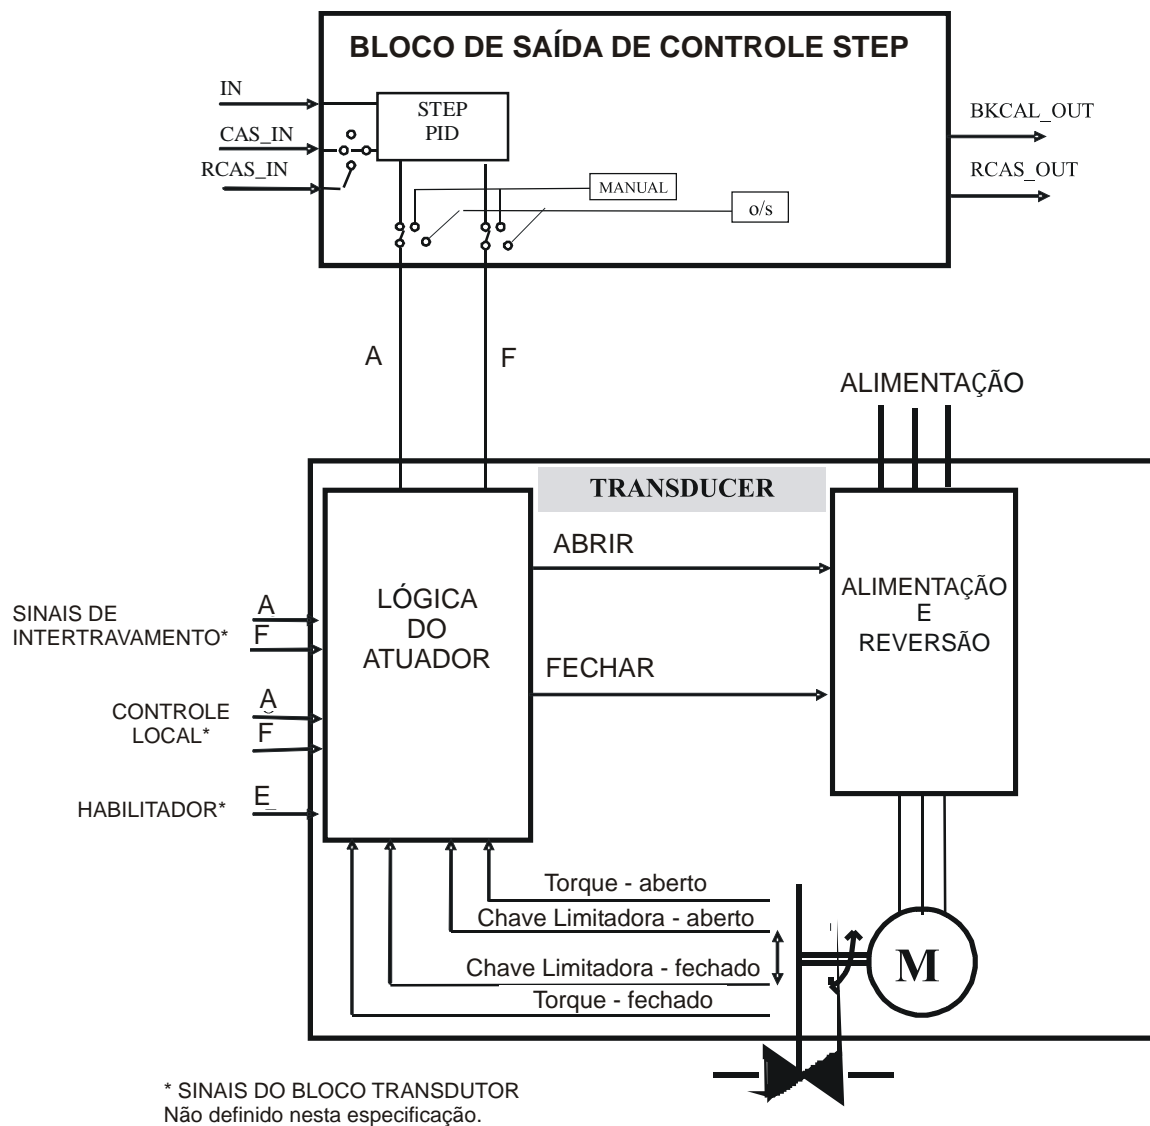 BLOCO DE SAÍDA DE CONTROLE STEP
IN
CAS_IN
RCAS_IN
STEP
PID
MANUAL
o/s
BKCAL_OUT
RCAS_OUT
A
F
ALIMENTAÇÃO
TRANSDUCER
LÓGICA
DO
ATUADOR
ABRIR
FECHAR
ALIMENTAÇÃO
E
REVERSÃO
SINAIS DE
INTERTRAVAMENTO*
A
F
CONTROLE
LOCAL*
A
F
HABILITADOR*
E
Torque - aberto
Chave Limitadora - aberto
Chave Limitadora - fechado
Torque - fechado
M
* SINAIS DO BLOCO TRANSDUTOR
Não definido nesta especificação.